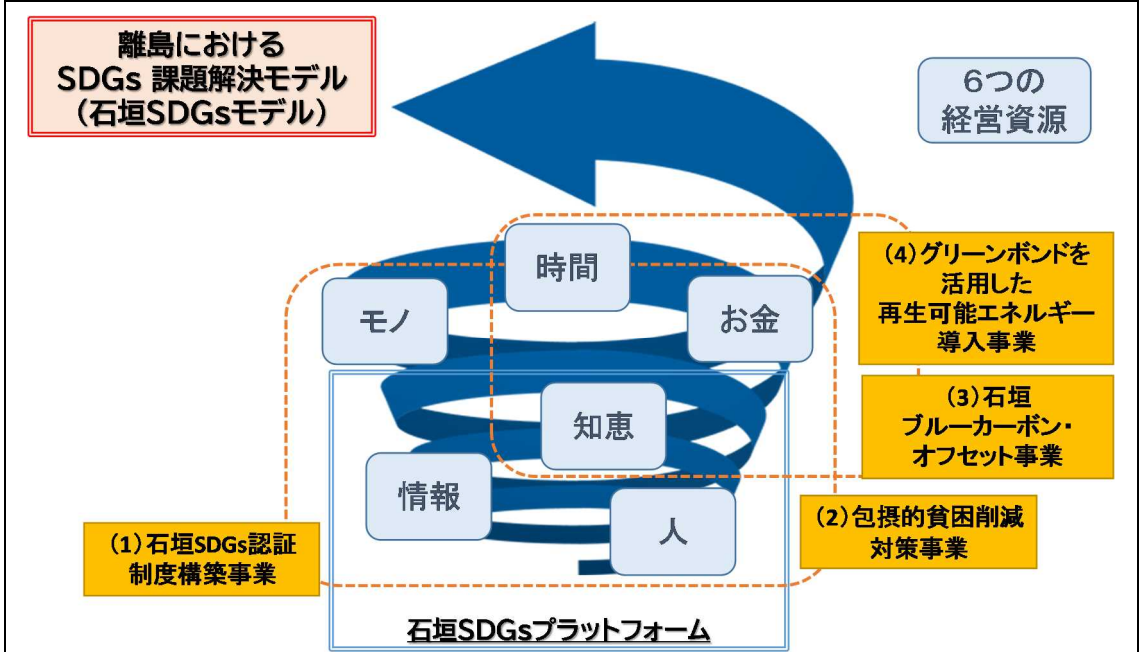 離島における
SDGs 課題解決モデル
（石垣SDGsモデル）
６つの
経営資源
時間
モノ
お金
知恵
情報
人
（4）グリーンボンドを
活用した
再生可能エネルギー
導入事業
（3）石垣
ブルーカーボン・
オフセット事業
（2）包摂的貧困削減
対策事業
（1）石垣SDGs認証
制度構築事業
石垣SDGsプラットフォーム